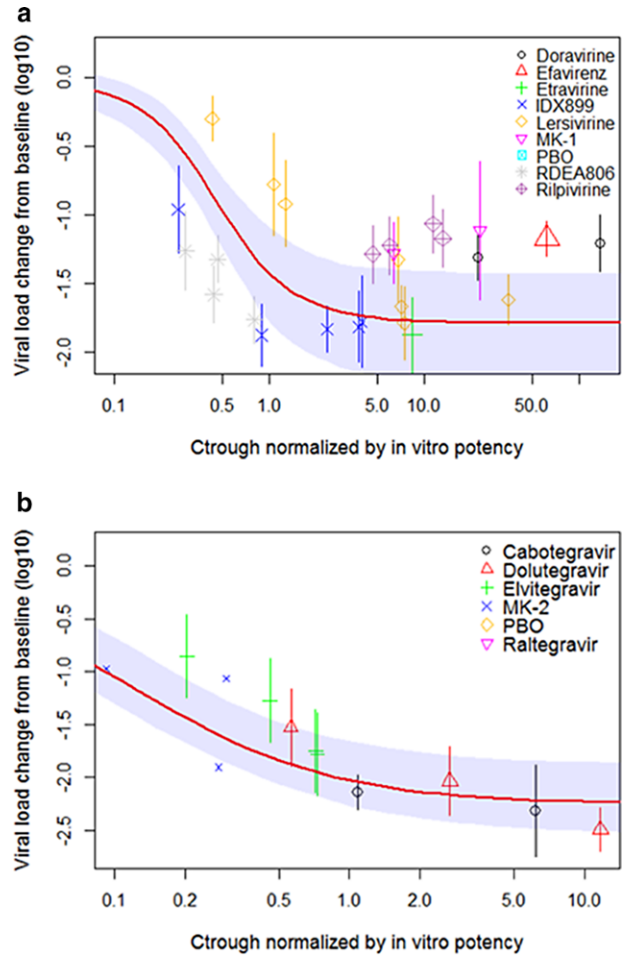 a
Viral load change from baseline (log10)
0.0
-0.5
-1.0
-1.5
-2.0
Doravirine
Efavirenz
Etravirine
IDX899
Lersivirine
MK-1
PBO
RDEA806
Rilpivirine
0.1 0.5 1.0 5.0 10.0 50.0
Ctrough normalized by in vitro potency
b
Viral load change from baseline (log10)
0.0
-0.5
-1.0
-1.5
-2.0
-2.5
Cabotegravir
Dolutegravir
Elvitegravir
MK-2
PBO
Raltegravir
0.1 0.2 0.5 1.0 2.0 5.0 10.0
Ctrough normalized by in vitro potency